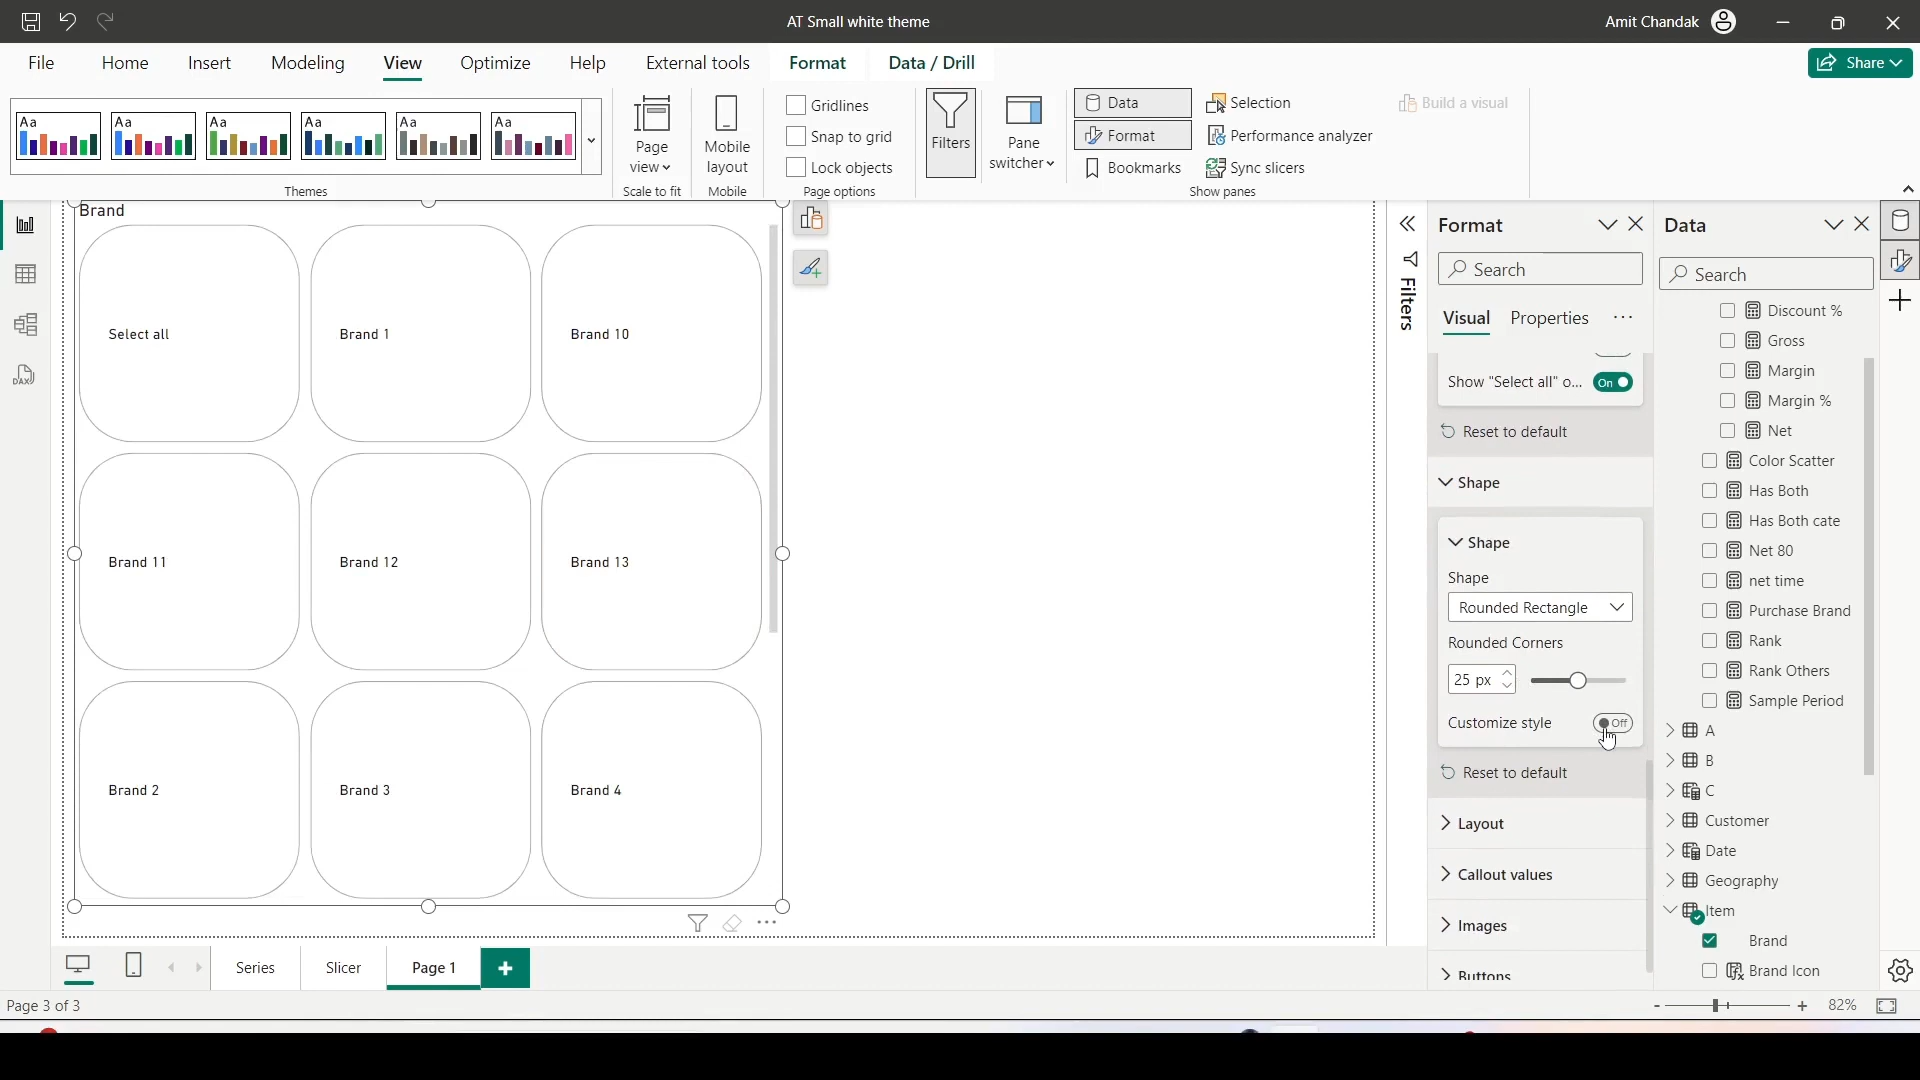 AT Small white theme
Amit Chandak
File
Home
Insert
Modeling
View
Optimize
Help
External tools
Format
Data / Drill
Share
Aa
Aa
Aa
Aa
Aa
Aa
Themes
Page
view
Scale to fit
Mobile
layout
Mobile
Gridlines
Snap to grid
Lock objects
Page options
Filters
Pane
switcher
Data
Format
Bookmarks
Selection
Performance analyzer
Sync slicers
Show panes
Build a visual
DAX
Brand
Select all
Brand 1
Brand 10
Brand 11
Brand 12
Brand 13
Brand 2
Brand 3
Brand 4
Filters
Format
Search
Visual
Properties
Show "Select all" o...
On
Reset to default
Shape
Shape
Shape
Rounded Rectangle
Rounded Corners
25 px
Customize style
Off
Reset to default
Layout
Callout values
Images
Buttons
Data
Search
Discount %
Gross
Margin
Margin %
Net
Color Scatter
Has Both
Has Both cate
Net 80
net time
Purchase Brand
Rank
Rank Others
Sample Period
A
B
C
Customer
Date
Geography
Item
Brand
Brand Icon
Series
Slicer
Page 1
Page 3 of 3
- + 82%